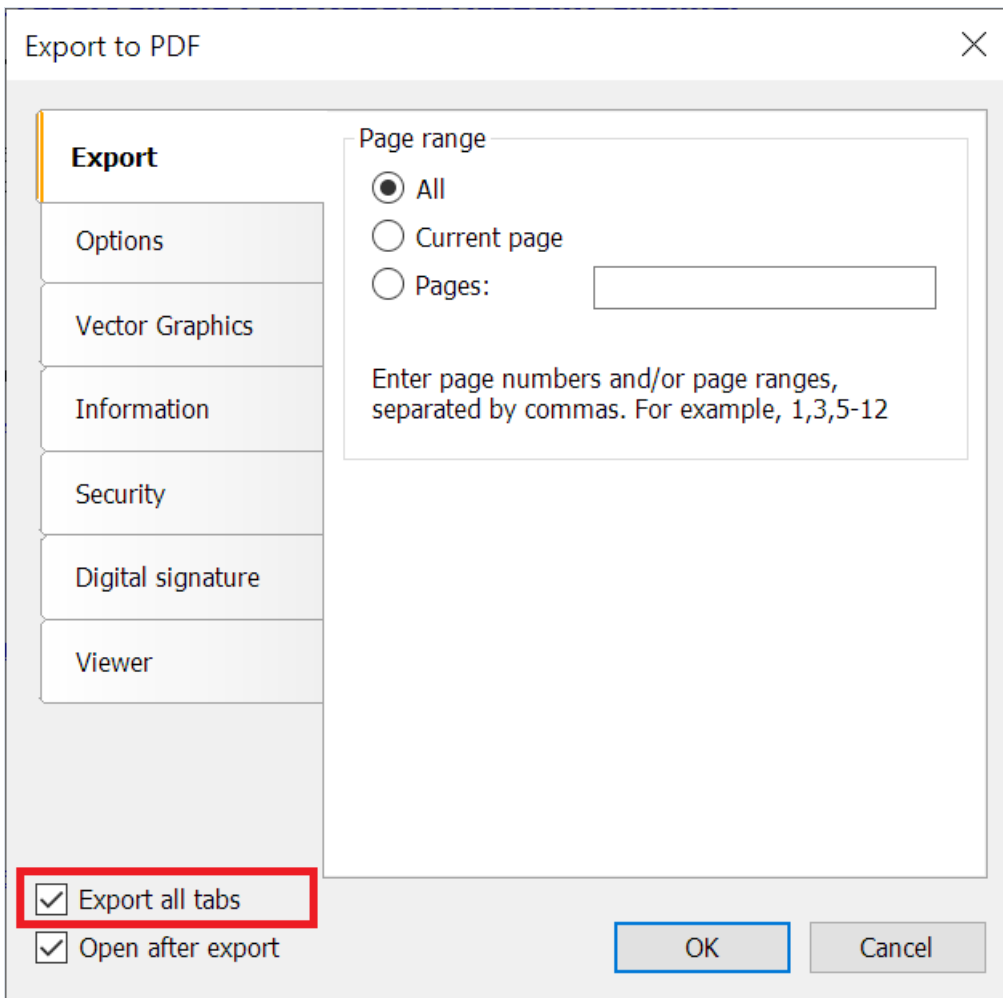 Export to PDF
Export
Options
Vector Graphics
Information
Security
Digital signature
Viewer
Page range
All
Current page
Pages:
Enter page numbers and/or page ranges,
separated by commas. For example, 1,3,5-12
Export all tabs
Open after export
OK
Cancel